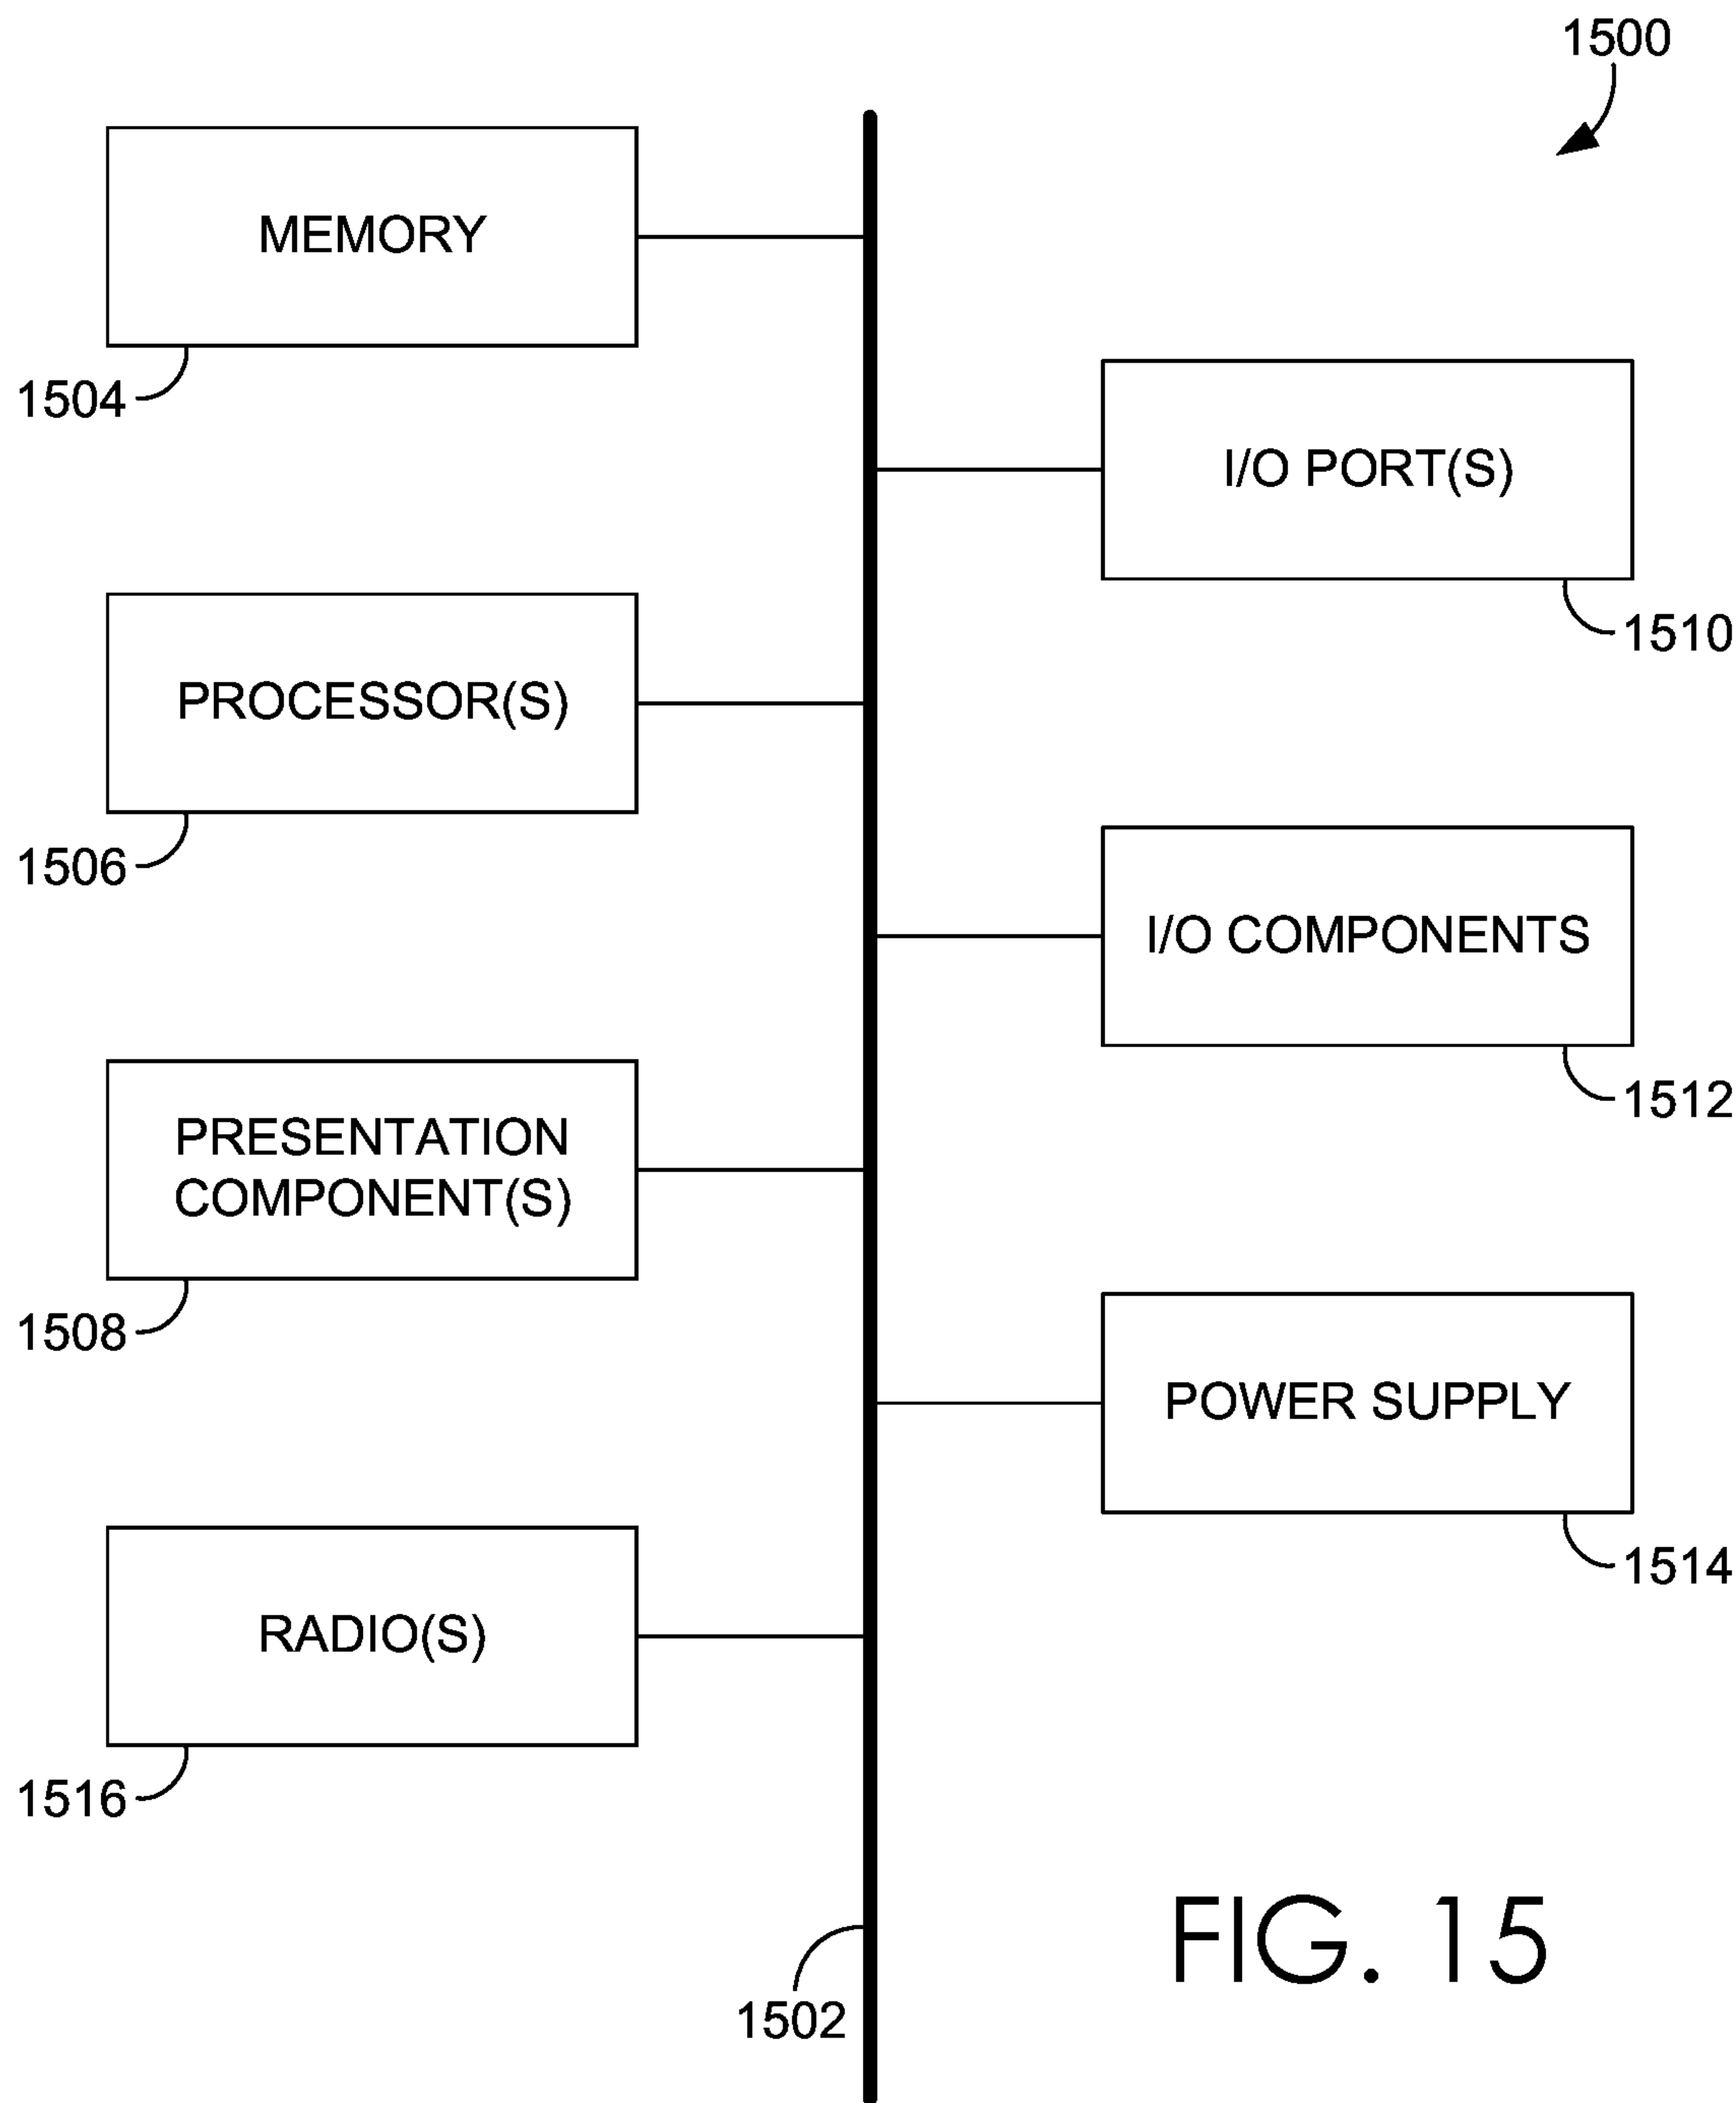 1500
MEMORY
1504
I/O PORT(S)
1510
PROCESSOR(S)
1506
I/O COMPONENTS
1512
PRESENTATION
COMPONENT(S)
1508
POWER SUPPLY
1514
RADIO(S)
1516
1502
FIG. 15